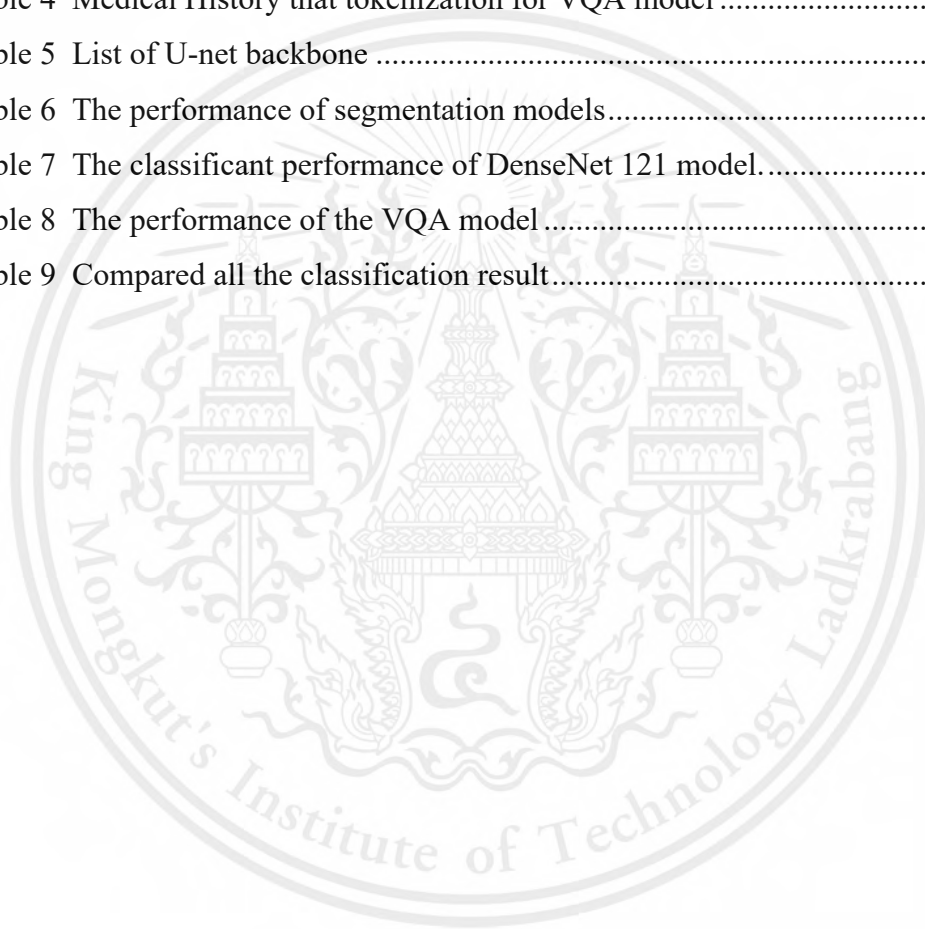 ble 4 Medical History that tokenization for VQA model ..........................
ble 5 List of U-net backbone ................................................................
ble 6 The performance of segmentation models.......................................
ble 7 The classificant performance of DenseNet 121 model....................
ble 8 The performance of the VQA model .............................................
ble 9 Compared all the classification result............................................
King Mongkut's Institute of Technology Ladkrabang